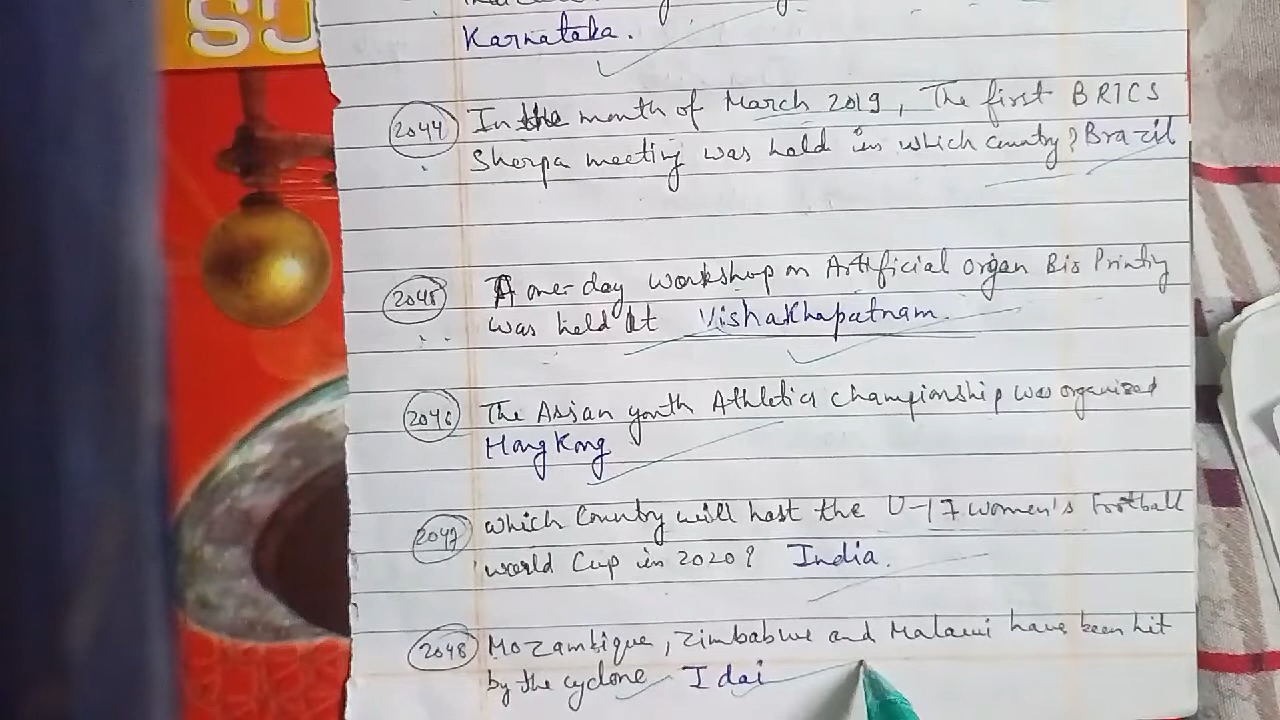 SU
Karnataka.
2044 In the month of March 2019, The first BRICS
Sherpa meeting was held in which country? Brazil
2045 A one-day workshop on Artificial organ Bio Printing
was held at Vishakhapatnam.
2046 The Asian youth Athletics championship was organized
Hong Kong
2047 which Country will host the U-17 women's Football
world Cup in 2020? India.
2048 Mozambique, Zimbabwe and Malawi have been hit
by the cyclone Idai